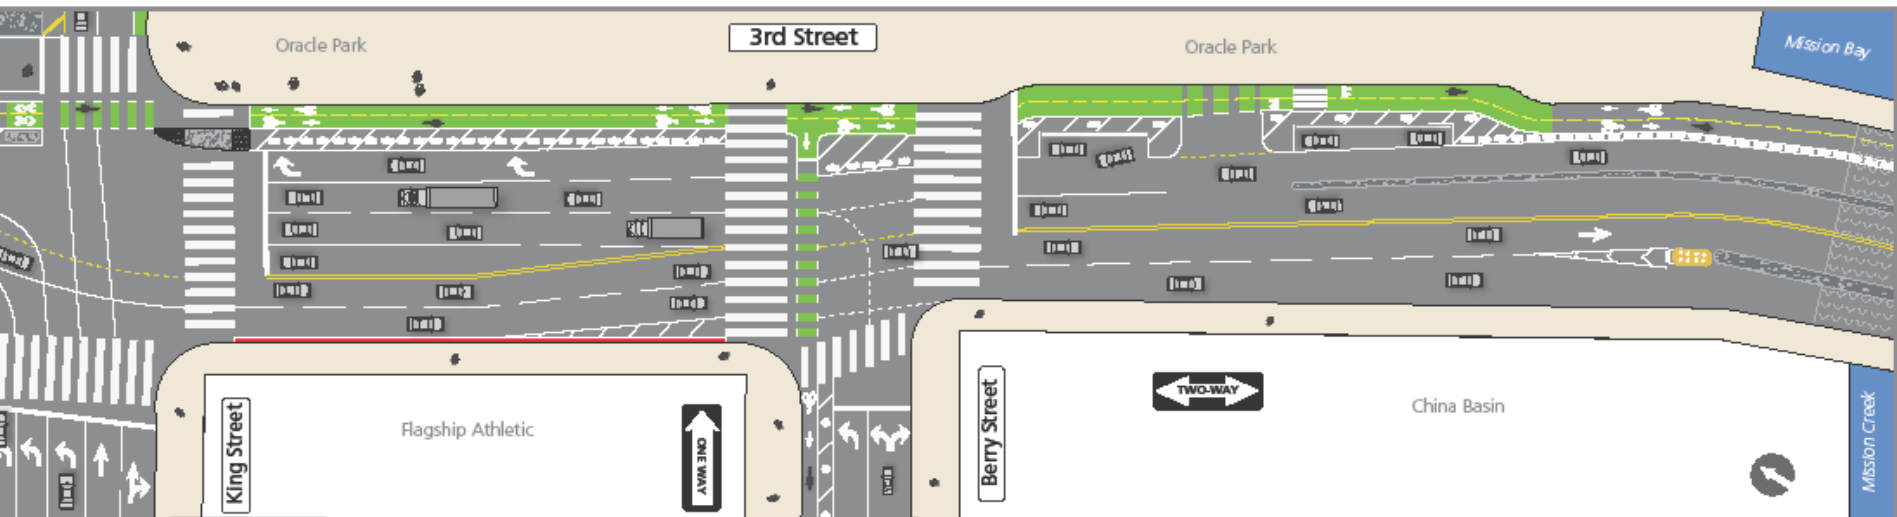 3rd Street
Oracle Park
Oracle Park
Mission Bay
King Street
Flagship Athletic
ONE WAY
Berry Street
TWO-WAY
China Basin
Mission Creek